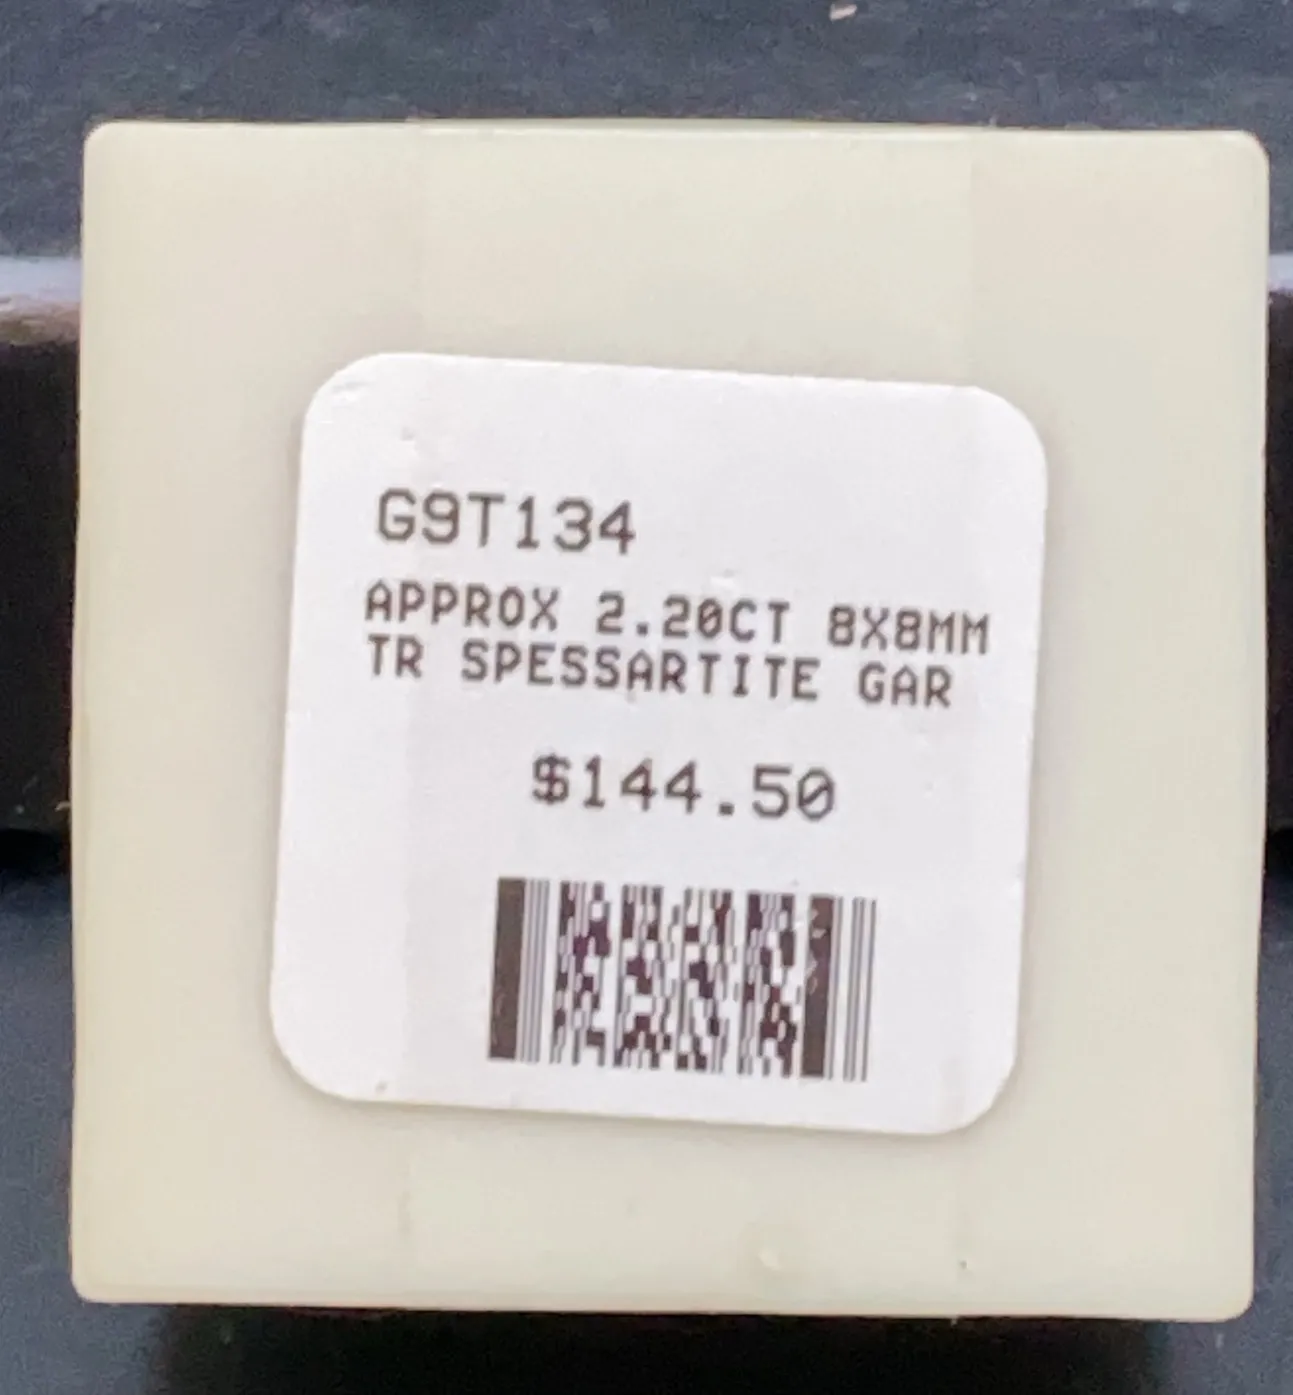 G9T134
APPROX 2.20CT 8X8MM
TR SPESSARTITE GAR
$144.50